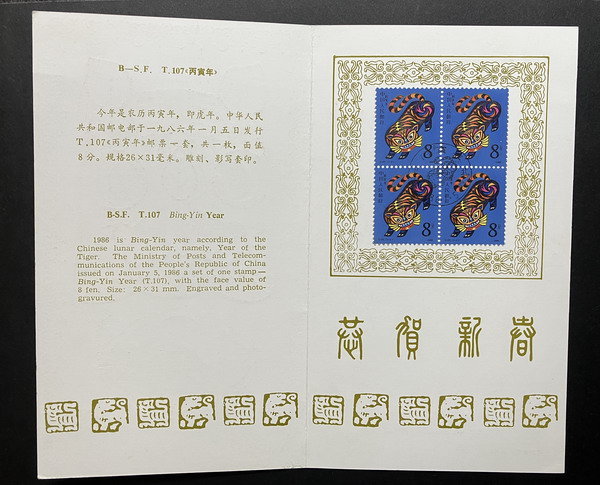 B—S.F. T.107《丙寅年》
今年是农历丙寅年，即虎年。中华人民
共和国邮电部于一九八六年一月五日发行
T.107《丙寅年》邮票一套，共一枚，面值
8分。规格26×31毫米。雕刻、影写套印。
B-S.F. T.107 Bing-Yin Year
1986 is Bing-Yin year according to the
Chinese lunar calendar, namely, Year of the
Tiger. The Ministry of Posts and Telecom-
munications of the People's Republic of China
issued on January 5, 1986 a set of one stamp—
Bing-Yin Year (T.107), with the face value of
8 fen. Size: 26×31 mm. Engraved and photo-
gravured.
8 8
8 8
恭贺新春